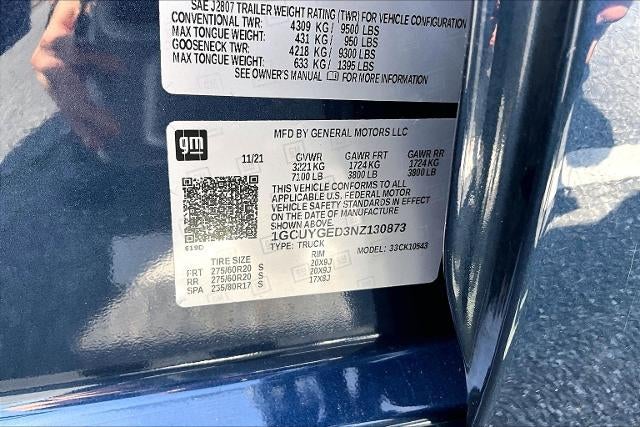 SAE J2807 TRAILER WEIGHT RATING (TWR) FOR VEHICLE CONFIGURATION
CONVENTIONAL TWR: 4309 KG / 9500 LBS
MAX TONGUE WEIGHT: 431 KG / 950 LBS
GOOSENECK TWR: 4218 KG / 9300 LBS
MAX TONGUE WEIGHT: 633 KG / 1395 LBS
SEE OWNER'S MANUAL FOR MORE INFORMATION
gm
MFD BY GENERAL MOTORS LLC
11/21 GVWR GAWR FRT GAWR RR
3221 KG 1724 KG 1724 KG
7100 LB 3800 LB 3800 LB
THIS VEHICLE CONFORMS TO ALL
APPLICABLE U.S. FEDERAL MOTOR
VEHICLE SAFETY STANDARDS IN EFFECT
ON THE DATE OF MANUFACTURE
1GCUYGED3NZ130873
TYPE: TRUCK MODEL: 33CK10543
TIRE SIZE RIM
FRT 275/60R20 S 20X9J
RR 275/60R20 S 20X9J
SPA 255/80R17 S 17X8J